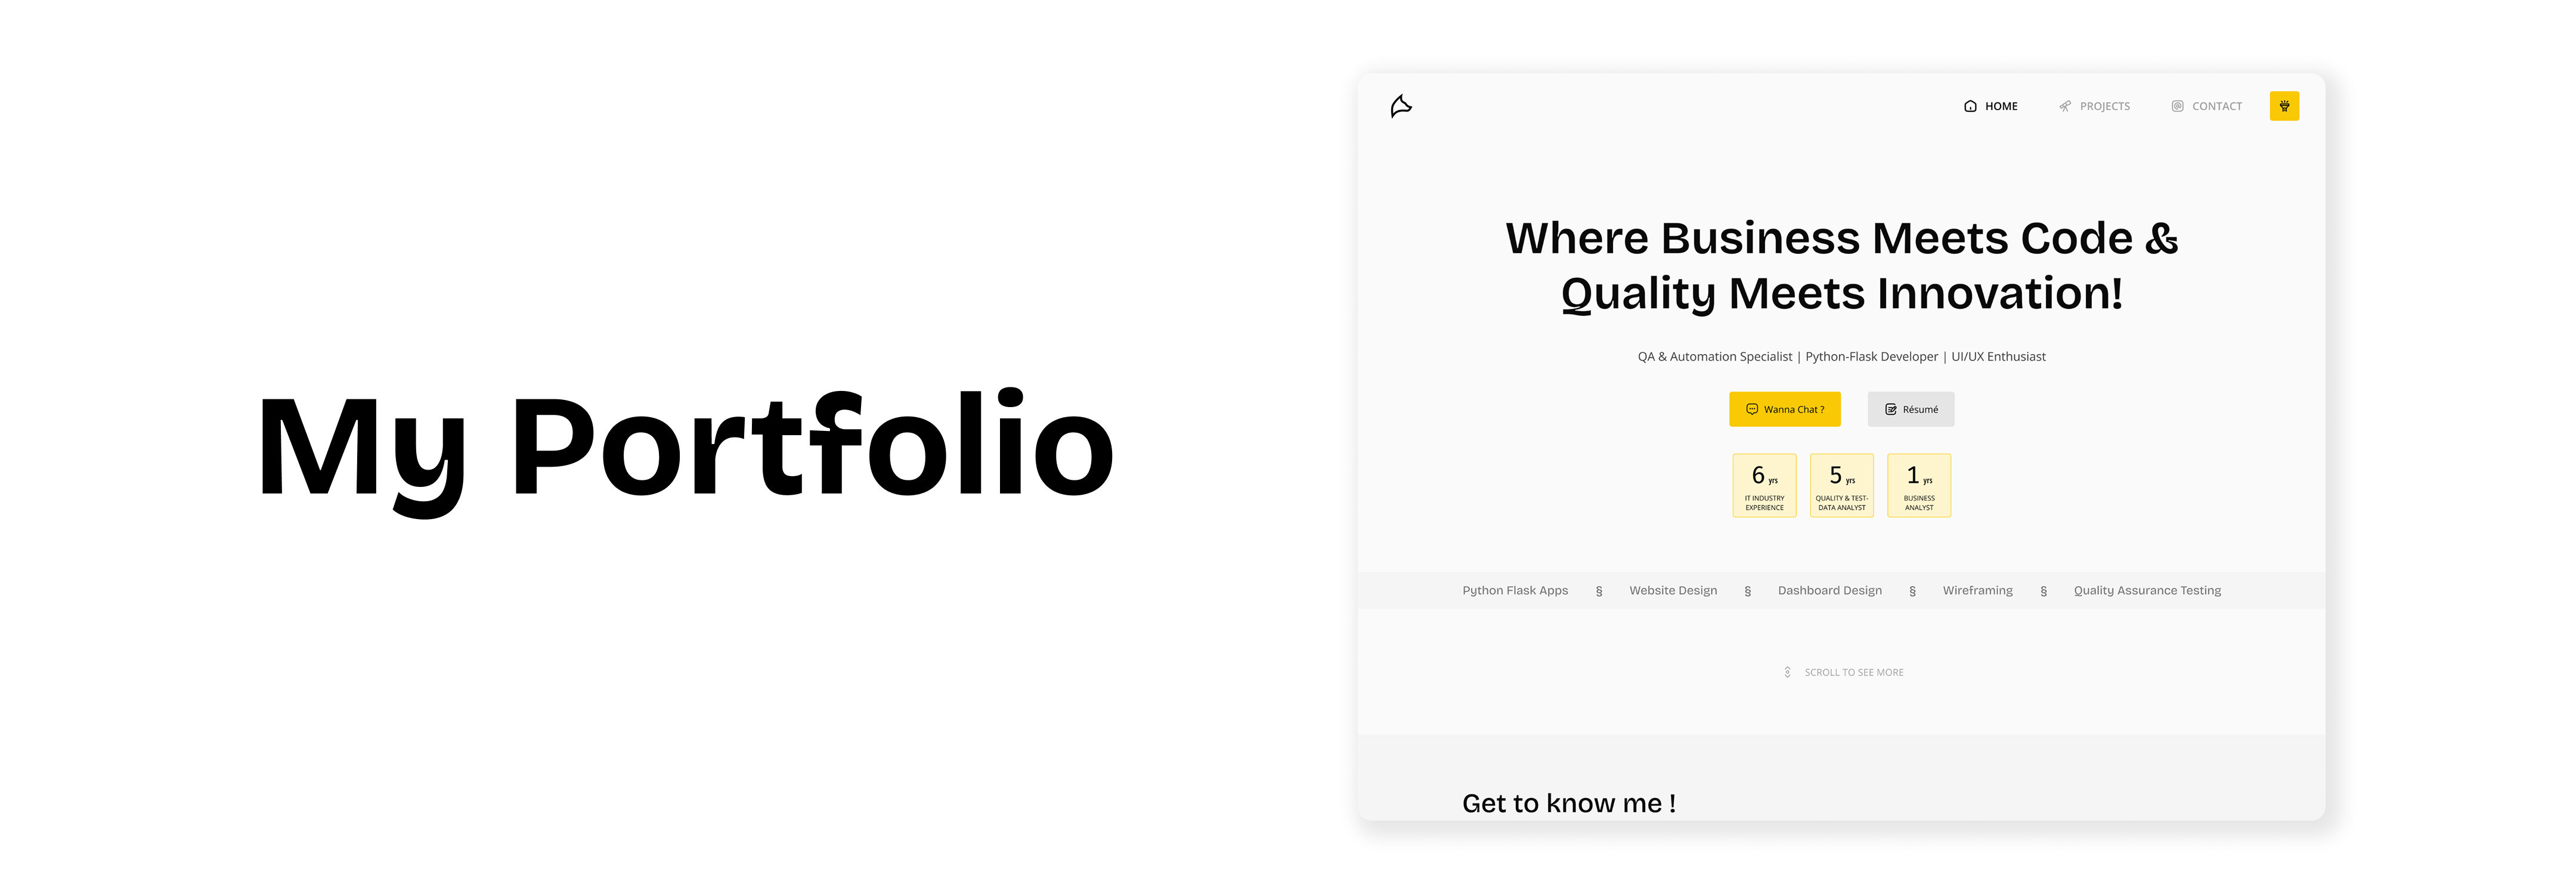 My Portfolio
HOME PROJECTS CONTACT
Where Business Meets Code &
Quality Meets Innovation!
QA & Automation Specialist | Python-Flask Developer | UI/UX Enthusiast
Wanna Chat ? Résumé
6 yrs 5 yrs 1 yrs
IT INDUSTRY QUALITY & TEST- BUSINESS
EXPERIENCE DATA ANALYST ANALYST
Python Flask Apps § Website Design § Dashboard Design § Wireframing § Quality Assurance Testing
SCROLL TO SEE MORE
Get to know me !